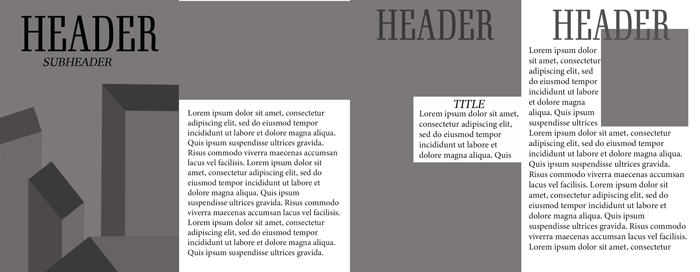 HEADER
SUBHEADER
Lorem ipsum dolor sit amet, consectetur
adipiscing elit, sed do eiusmod tempor
incididunt ut labore et dolore magna aliqua.
Quis ipsum suspendisse ultrices gravida.
Risus commodo viverra maecenas accumsan
lacus vel facilisis. Lorem ipsum dolor sit
amet, consectetur adipiscing elit, sed do
eiusmod tempor incididunt ut labore et
dolore magna aliqua. Quis ipsum
suspendisse ultrices gravida. Risus commodo
viverra maecenas accumsan lacus vel facilisis.
Lorem ipsum dolor sit amet, consectetur
adipiscing elit, sed do eiusmod tempor
incididunt ut labore et dolore magna aliqua.
Quis ipsum suspendisse ultrices gravida.
HEADER
TITLE
Lorem ipsum dolor sit amet,
consectetur adipiscing elit,
sed do eiusmod tempor
incididunt ut labore et
dolore magna aliqua. Quis
HEADER
Lorem ipsum dolor
sit amet, consectetur
adipiscing elit, sed
do eiusmod tempor
incididunt ut labore
et dolore magna
aliqua. Quis ipsum
suspendisse ultrices
Lorem ipsum dolor sit amet, consectetur
adipiscing elit, sed do eiusmod tempor
incididunt ut labore et dolore magna aliqua.
Quis ipsum suspendisse ultrices gravida.
Risus commodo viverra maecenas accumsan
lacus vel facilisis. Lorem ipsum dolor sit
amet, consectetur adipiscing elit, sed do
eiusmod tempor incididunt ut labore et
dolore magna aliqua. Quis ipsum
suspendisse ultrices gravida. Risus commodo
viverra maecenas accumsan lacus vel facilisis.
Lorem ipsum dolor sit amet, consectetur